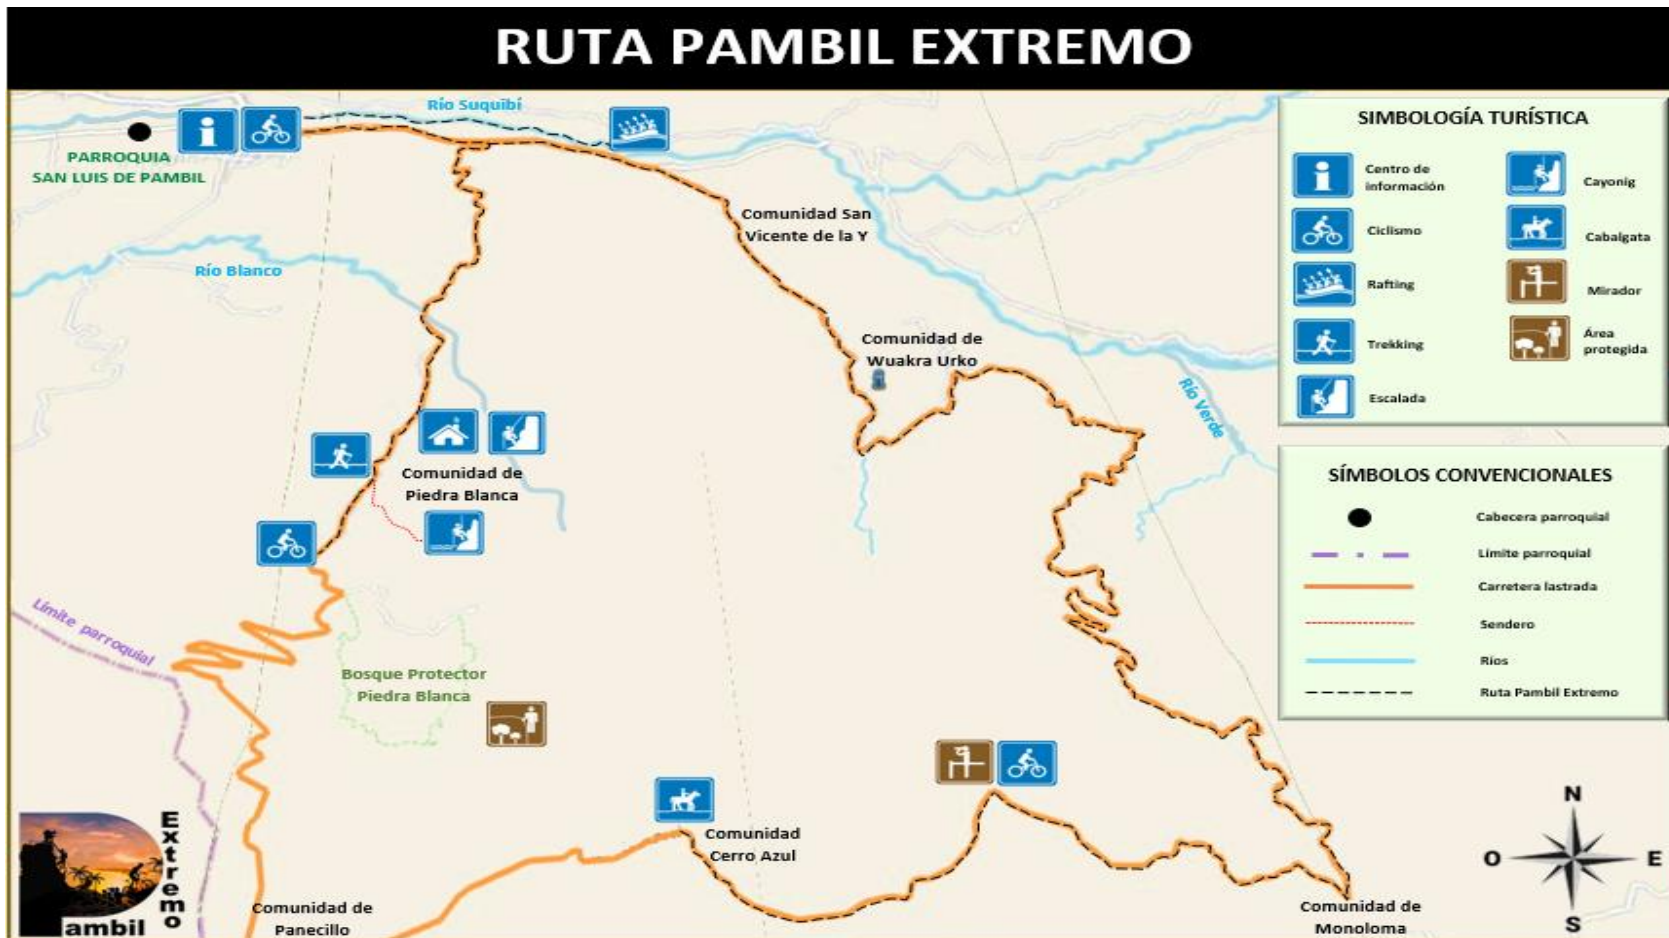 RUTA PAMBIL EXTREMO
Río Suquibí
PARROQUIA
SAN LUIS DE PAMBIL
Río Blanco
Comunidad San
Vicente de la Y
Comunidad de
Wuakra Urko
Río Verde
Comunidad de
Piedra Blanca
Límite parroquial
Bosque Protector
Piedra Blanca
Comunidad
Cerro Azul
Comunidad de
Panecillo
Comunidad de
Monoloma
Extremo
Pambil
SIMBOLOGÍA TURÍSTICA
Centro de
información
Ciclismo
Rafting
Trekking
Escalada
Cayonig
Cabalgata
Mirador
Área
protegida
SÍMBOLOS CONVENCIONALES
Cabecera parroquial
Límite parroquial
Carretera lastrada
Sendero
Ríos
Ruta Pambil Extremo
N
O
E
S